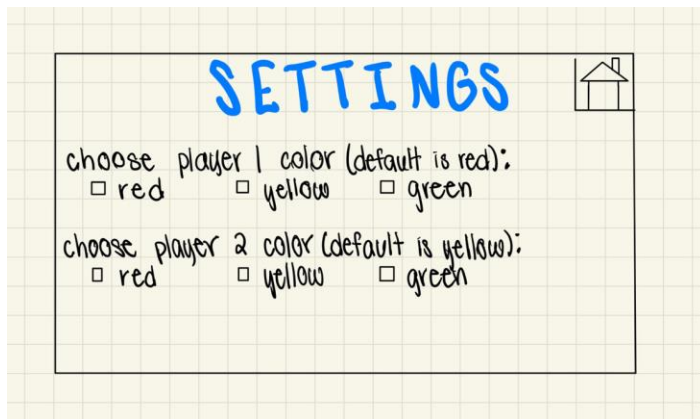 SETTINGS
choose player 1 color (default is red):
red yellow green
choose player 2 color (default is yellow):
red yellow green